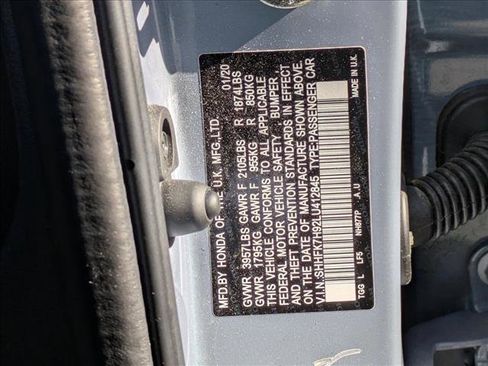 MFD.BY HONDA OF THE U.K. MFG.,LTD. 01/20
GVWR 3957LBS GAWR F 2105LBS R 1874LBS
GVWR 1795KG GAWR F 955KG R 850KG
THIS VEHICLE CONFORMS TO ALL APPLICABLE
FEDERAL MOTOR VEHICLE SAFETY, BUMPER,
AND THEFT PREVENTION STANDARDS IN EFFECT
ON THE DATE OF MANUFACTURE SHOWN ABOVE.
V.I.N.SHHFK7H92LU412845 TYPE:PASSENGER CAR
TGG L LF5 NH877P A.U MADE IN U.K.